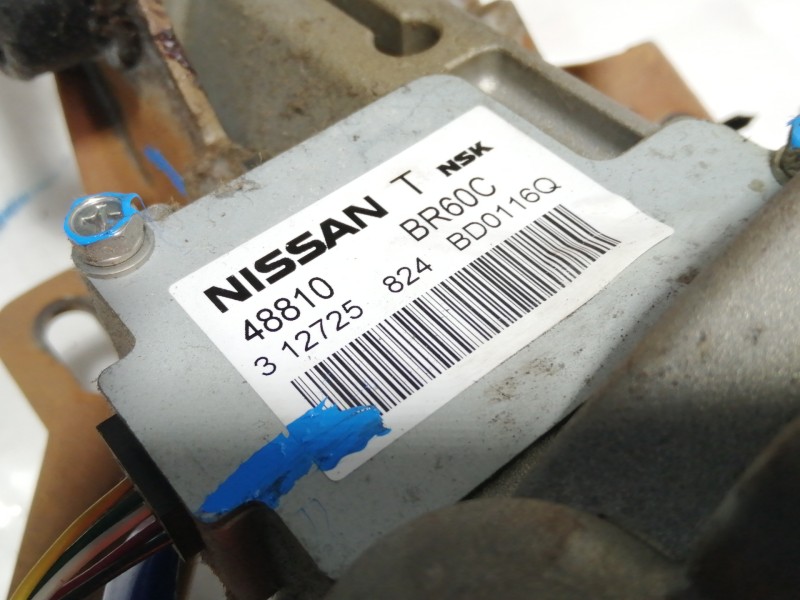 NISSAN T NSK
48810 BR60C
3 12725 824 BD0116Q